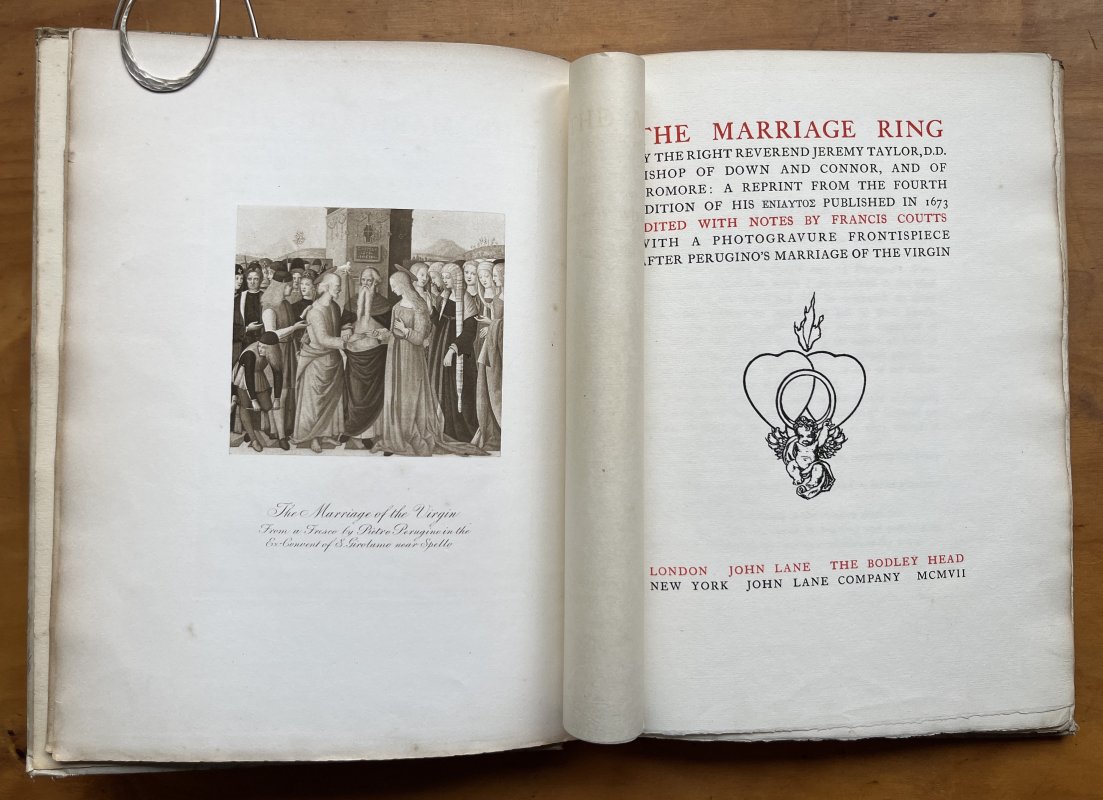 The Marriage of the Virgin
From a Fresco by Pietro Perugino in the
Ex-Convent of S. Girolamo near Spello
THE MARRIAGE RING
Y THE RIGHT REVEREND JEREMY TAYLOR, D.D.
ISHOP OF DOWN AND CONNOR, AND OF
ROMORE: A REPRINT FROM THE FOURTH
DITION OF HIS ΕΝΙΑΥΤΟΣ PUBLISHED IN 1673
DITED WITH NOTES BY FRANCIS COUTTS
WITH A PHOTOGRAVURE FRONTISPIECE
AFTER PERUGINO'S MARRIAGE OF THE VIRGIN
LONDON JOHN LANE THE BODLEY HEAD
NEW YORK JOHN LANE COMPANY MCMVII